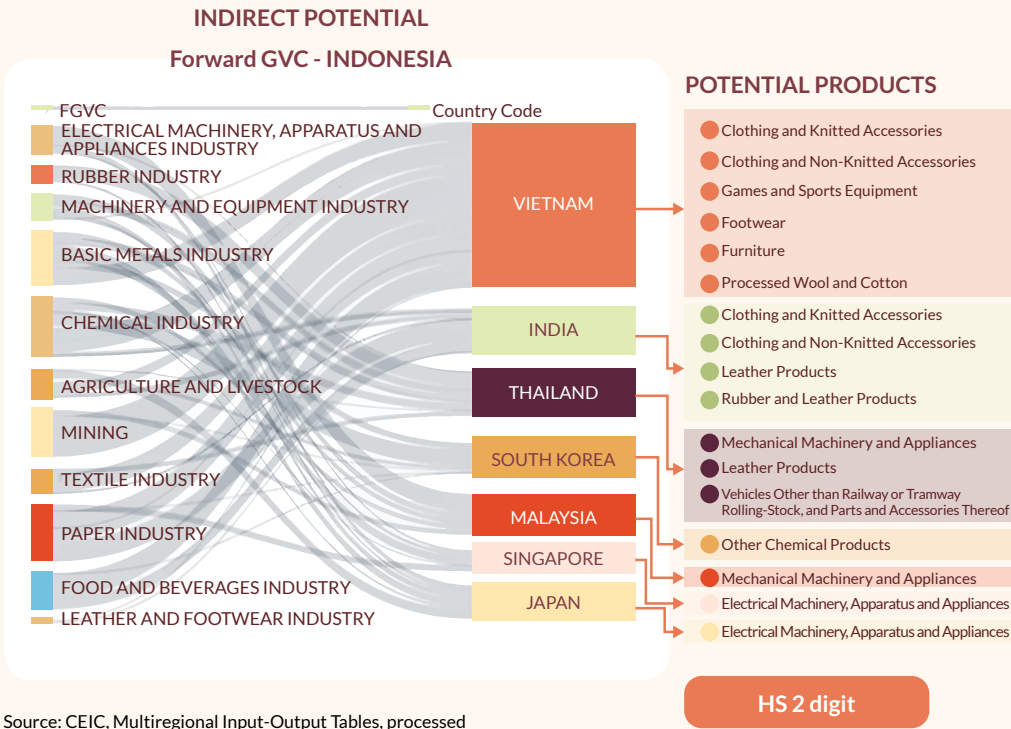 INDIRECT POTENTIAL
Forward GVC - INDONESIA
FGVC
ELECTRICAL MACHINERY, APPARATUS AND
APPLIANCES INDUSTRY
RUBBER INDUSTRY
MACHINERY AND EQUIPMENT INDUSTRY
BASIC METALS INDUSTRY
CHEMICAL INDUSTRY
AGRICULTURE AND LIVESTOCK
MINING
TEXTILE INDUSTRY
PAPER INDUSTRY
FOOD AND BEVERAGES INDUSTRY
LEATHER AND FOOTWEAR INDUSTRY
Country Code
VIETNAM
INDIA
THAILAND
SOUTH KOREA
MALAYSIA
SINGAPORE
JAPAN
POTENTIAL PRODUCTS
Clothing and Knitted Accessories
Clothing and Non-Knitted Accessories
Games and Sports Equipment
Footwear
Furniture
Processed Wool and Cotton
Clothing and Knitted Accessories
Clothing and Non-Knitted Accessories
Leather Products
Rubber and Leather Products
Mechanical Machinery and Appliances
Leather Products
Vehicles Other than Railway or Tramway
Rolling-Stock, and Parts and Accessories Thereof
Other Chemical Products
Mechanical Machinery and Appliances
Electrical Machinery, Apparatus and Appliances
Electrical Machinery, Apparatus and Appliances
HS 2 digit
Source: CEIC, Multiregional Input-Output Tables, processed